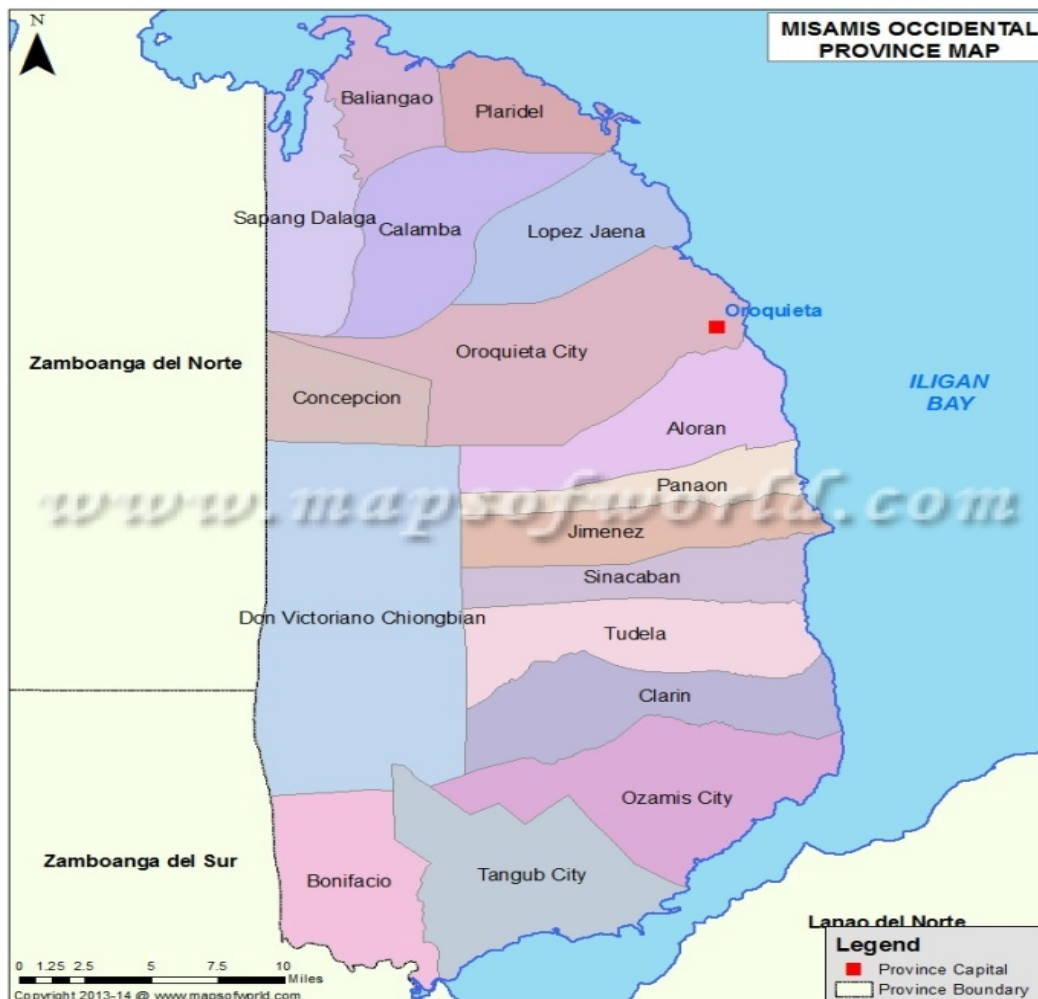 N
MISAMIS OCCIDENTAL
PROVINCE MAP
Baliangao
Plaridel
Sapang Dalaga
Calamba
Lopez Jaena
Oroquieta
Oroquieta City
Zamboanga del Norte
Concepcion
ILIGAN
BAY
Aloran
Panaon
www.mapsofworld.com
Jimenez
Sinacaban
Don Victoriano Chiongbian
Tudela
Clarin
Ozamis City
Zamboanga del Sur
Bonifacio
Tangub City
Lanao del Norte
Legend
Province Capital
Province Boundary
0 1.25 2.5 5 7.5 10
Miles
Copyright 2013-14 @ www.mapsofworld.com